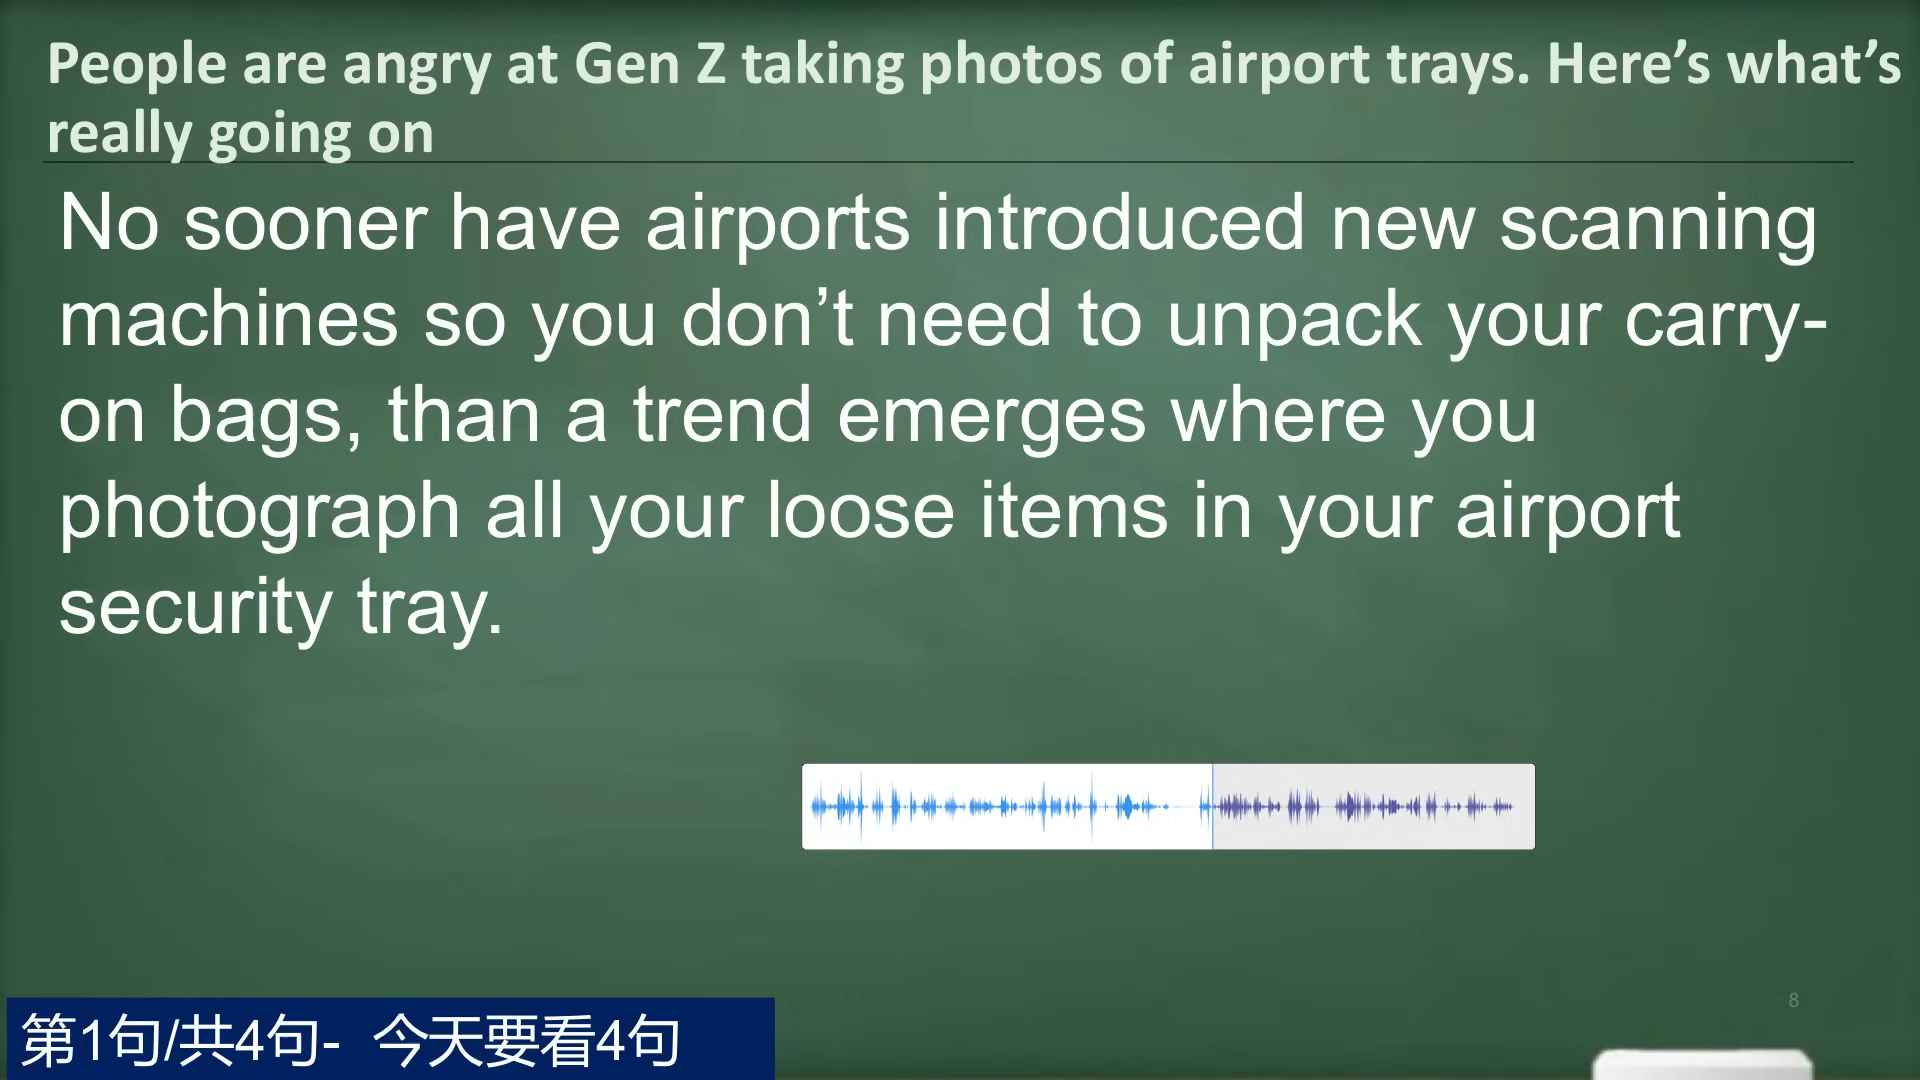 People are angry at Gen Z taking photos of airport trays. Here’s what’s
really going on
No sooner have airports introduced new scanning
machines so you don’t need to unpack your carry-
on bags, than a trend emerges where you
photograph all your loose items in your airport
security tray.
8
第1句/共4句-  今天要看4句